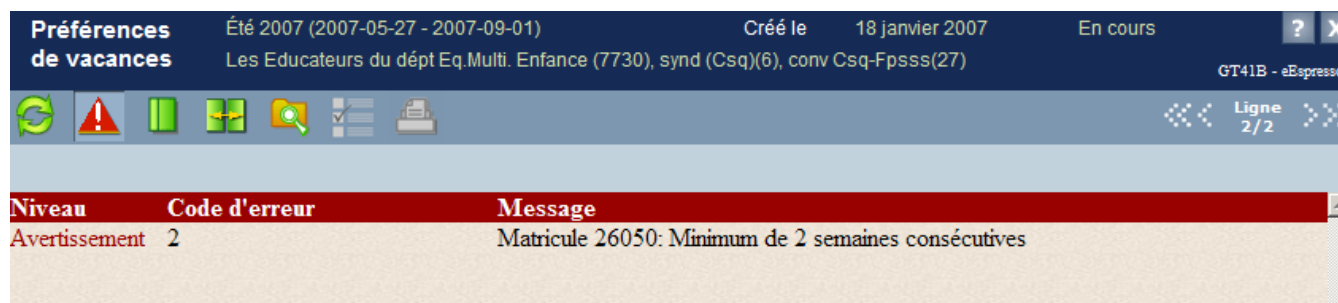 Préférences de vacances
Été 2007 (2007-05-27 - 2007-09-01) Créé le 18 janvier 2007 En cours ? X
Les Educateurs du dépt Eq.Multi. Enfance (7730), synd (Csq)(6), conv Csq-Fpsss(27)
GT41B - eEspresso
Ligne 2/2
Niveau Code d'erreur Message
Avertissement 2 Matricule 26050: Minimum de 2 semaines consécutives